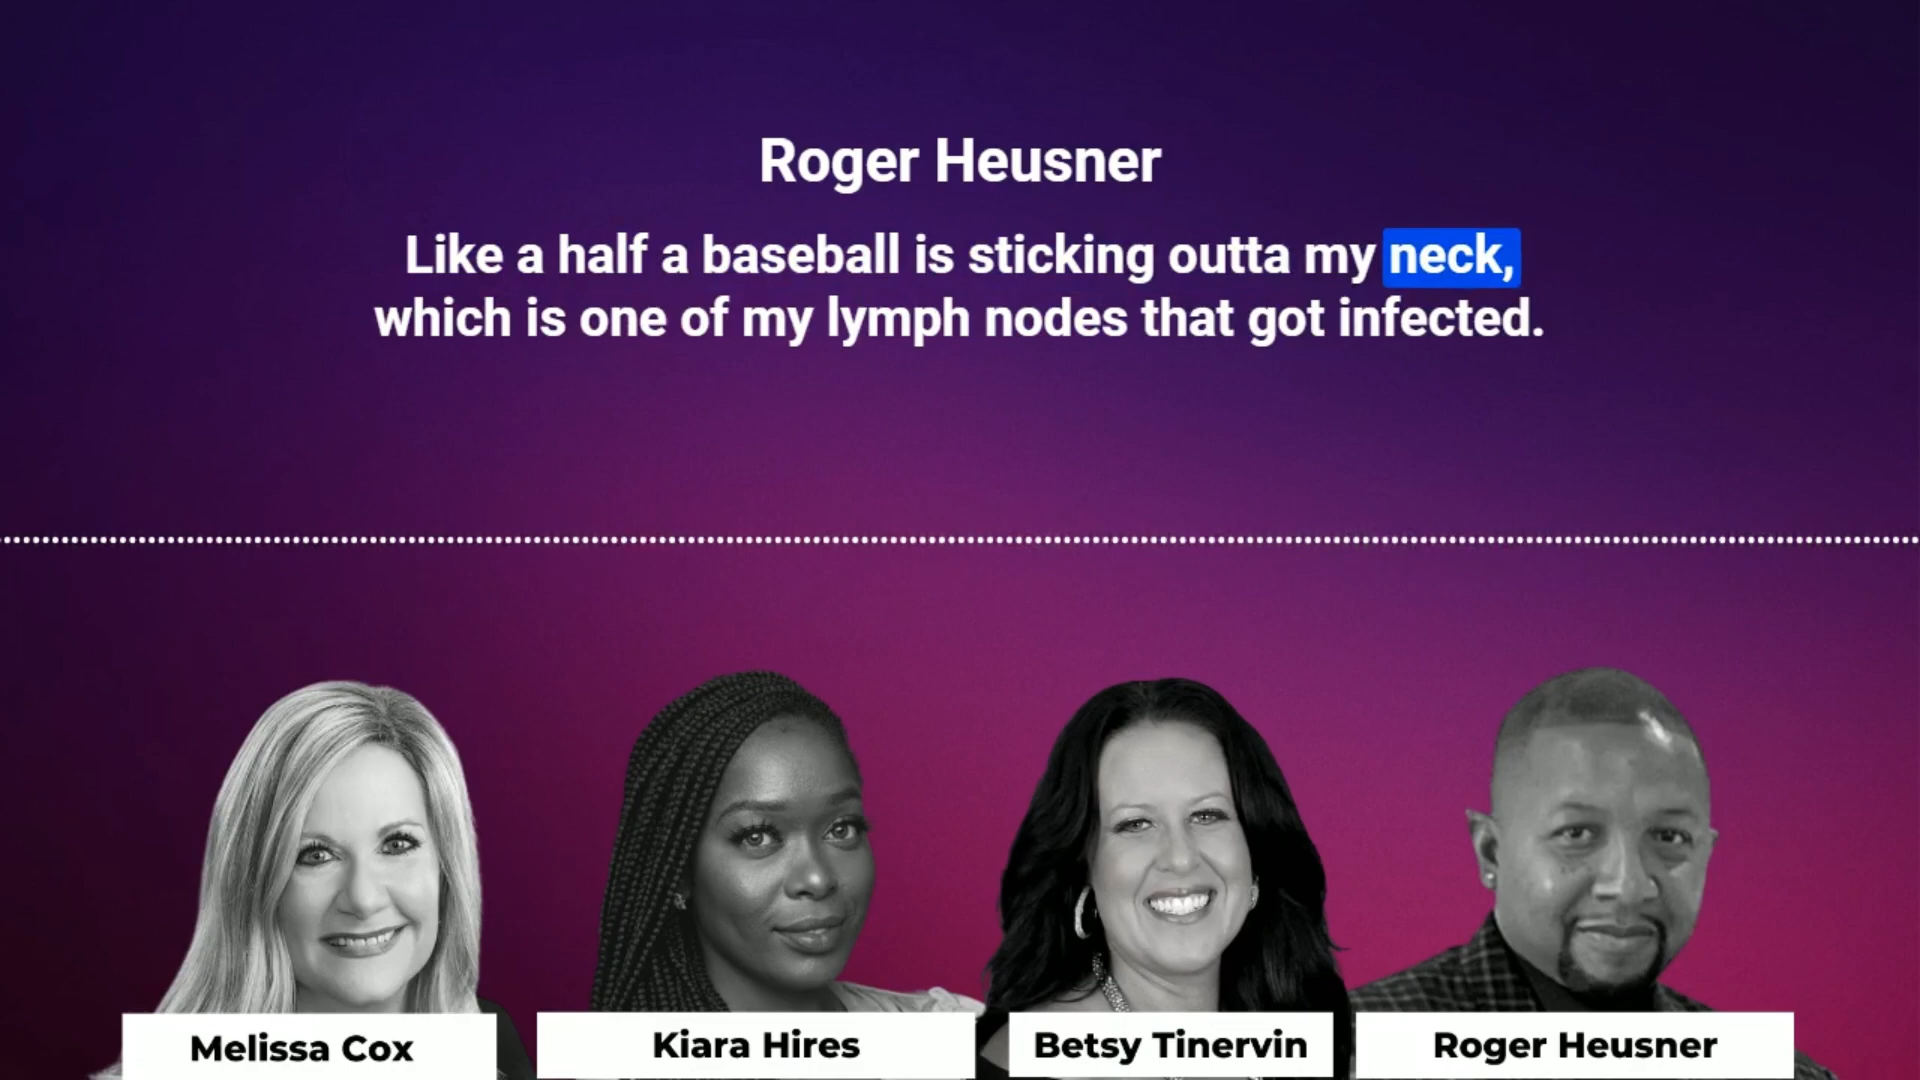 Roger Heusner
Like a half a baseball is sticking outta my neck,
which is one of my lymph nodes that got infected.
Melissa Cox
Kiara Hires
Betsy Tinervin
Roger Heusner